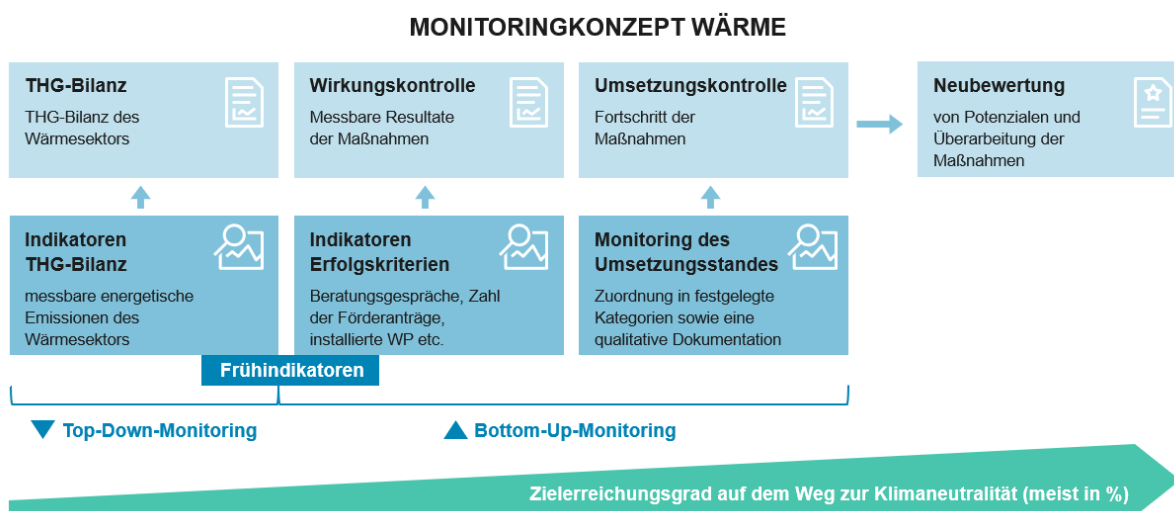 MONITORINGKONZEPT WÄRME
THG-Bilanz
THG-Bilanz des
Wärmesektors
Wirkungskontrolle
Messbare Resultate
der Maßnahmen
Umsetzungskontrolle
Fortschritt der
Maßnahmen
Neubewertung
von Potenzialen und
Überarbeitung der
Maßnahmen
Indikatoren
THG-Bilanz
messbare energetische
Emissionen des
Wärmesektors
Indikatoren
Erfolgskriterien
Beratungsgespräche, Zahl
der Förderanträge,
installierte WP etc.
Monitoring des
Umsetzungsstandes
Zuordnung in festgelegte
Kategorien sowie eine
qualitative Dokumentation
Frühindikatoren
Top-Down-Monitoring
Bottom-Up-Monitoring
Zielerreichungsgrad auf dem Weg zur Klimaneutralität (meist in %)